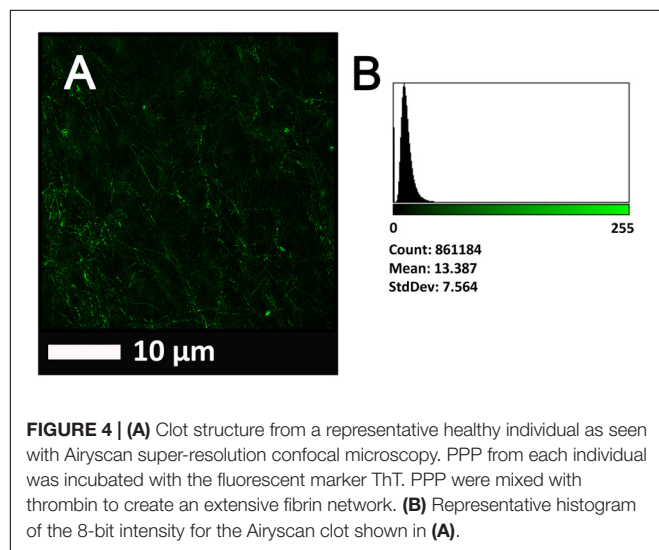 A
B
10 µm
0 255
Count: 861184
Mean: 13.387
StdDev: 7.564
FIGURE 4 | (A) Clot structure from a representative healthy individual as seen
with Airyscan super-resolution confocal microscopy. PPP from each individual
was incubated with the fluorescent marker ThT. PPP were mixed with
thrombin to create an extensive fibrin network. (B) Representative histogram
of the 8-bit intensity for the Airyscan clot shown in (A).